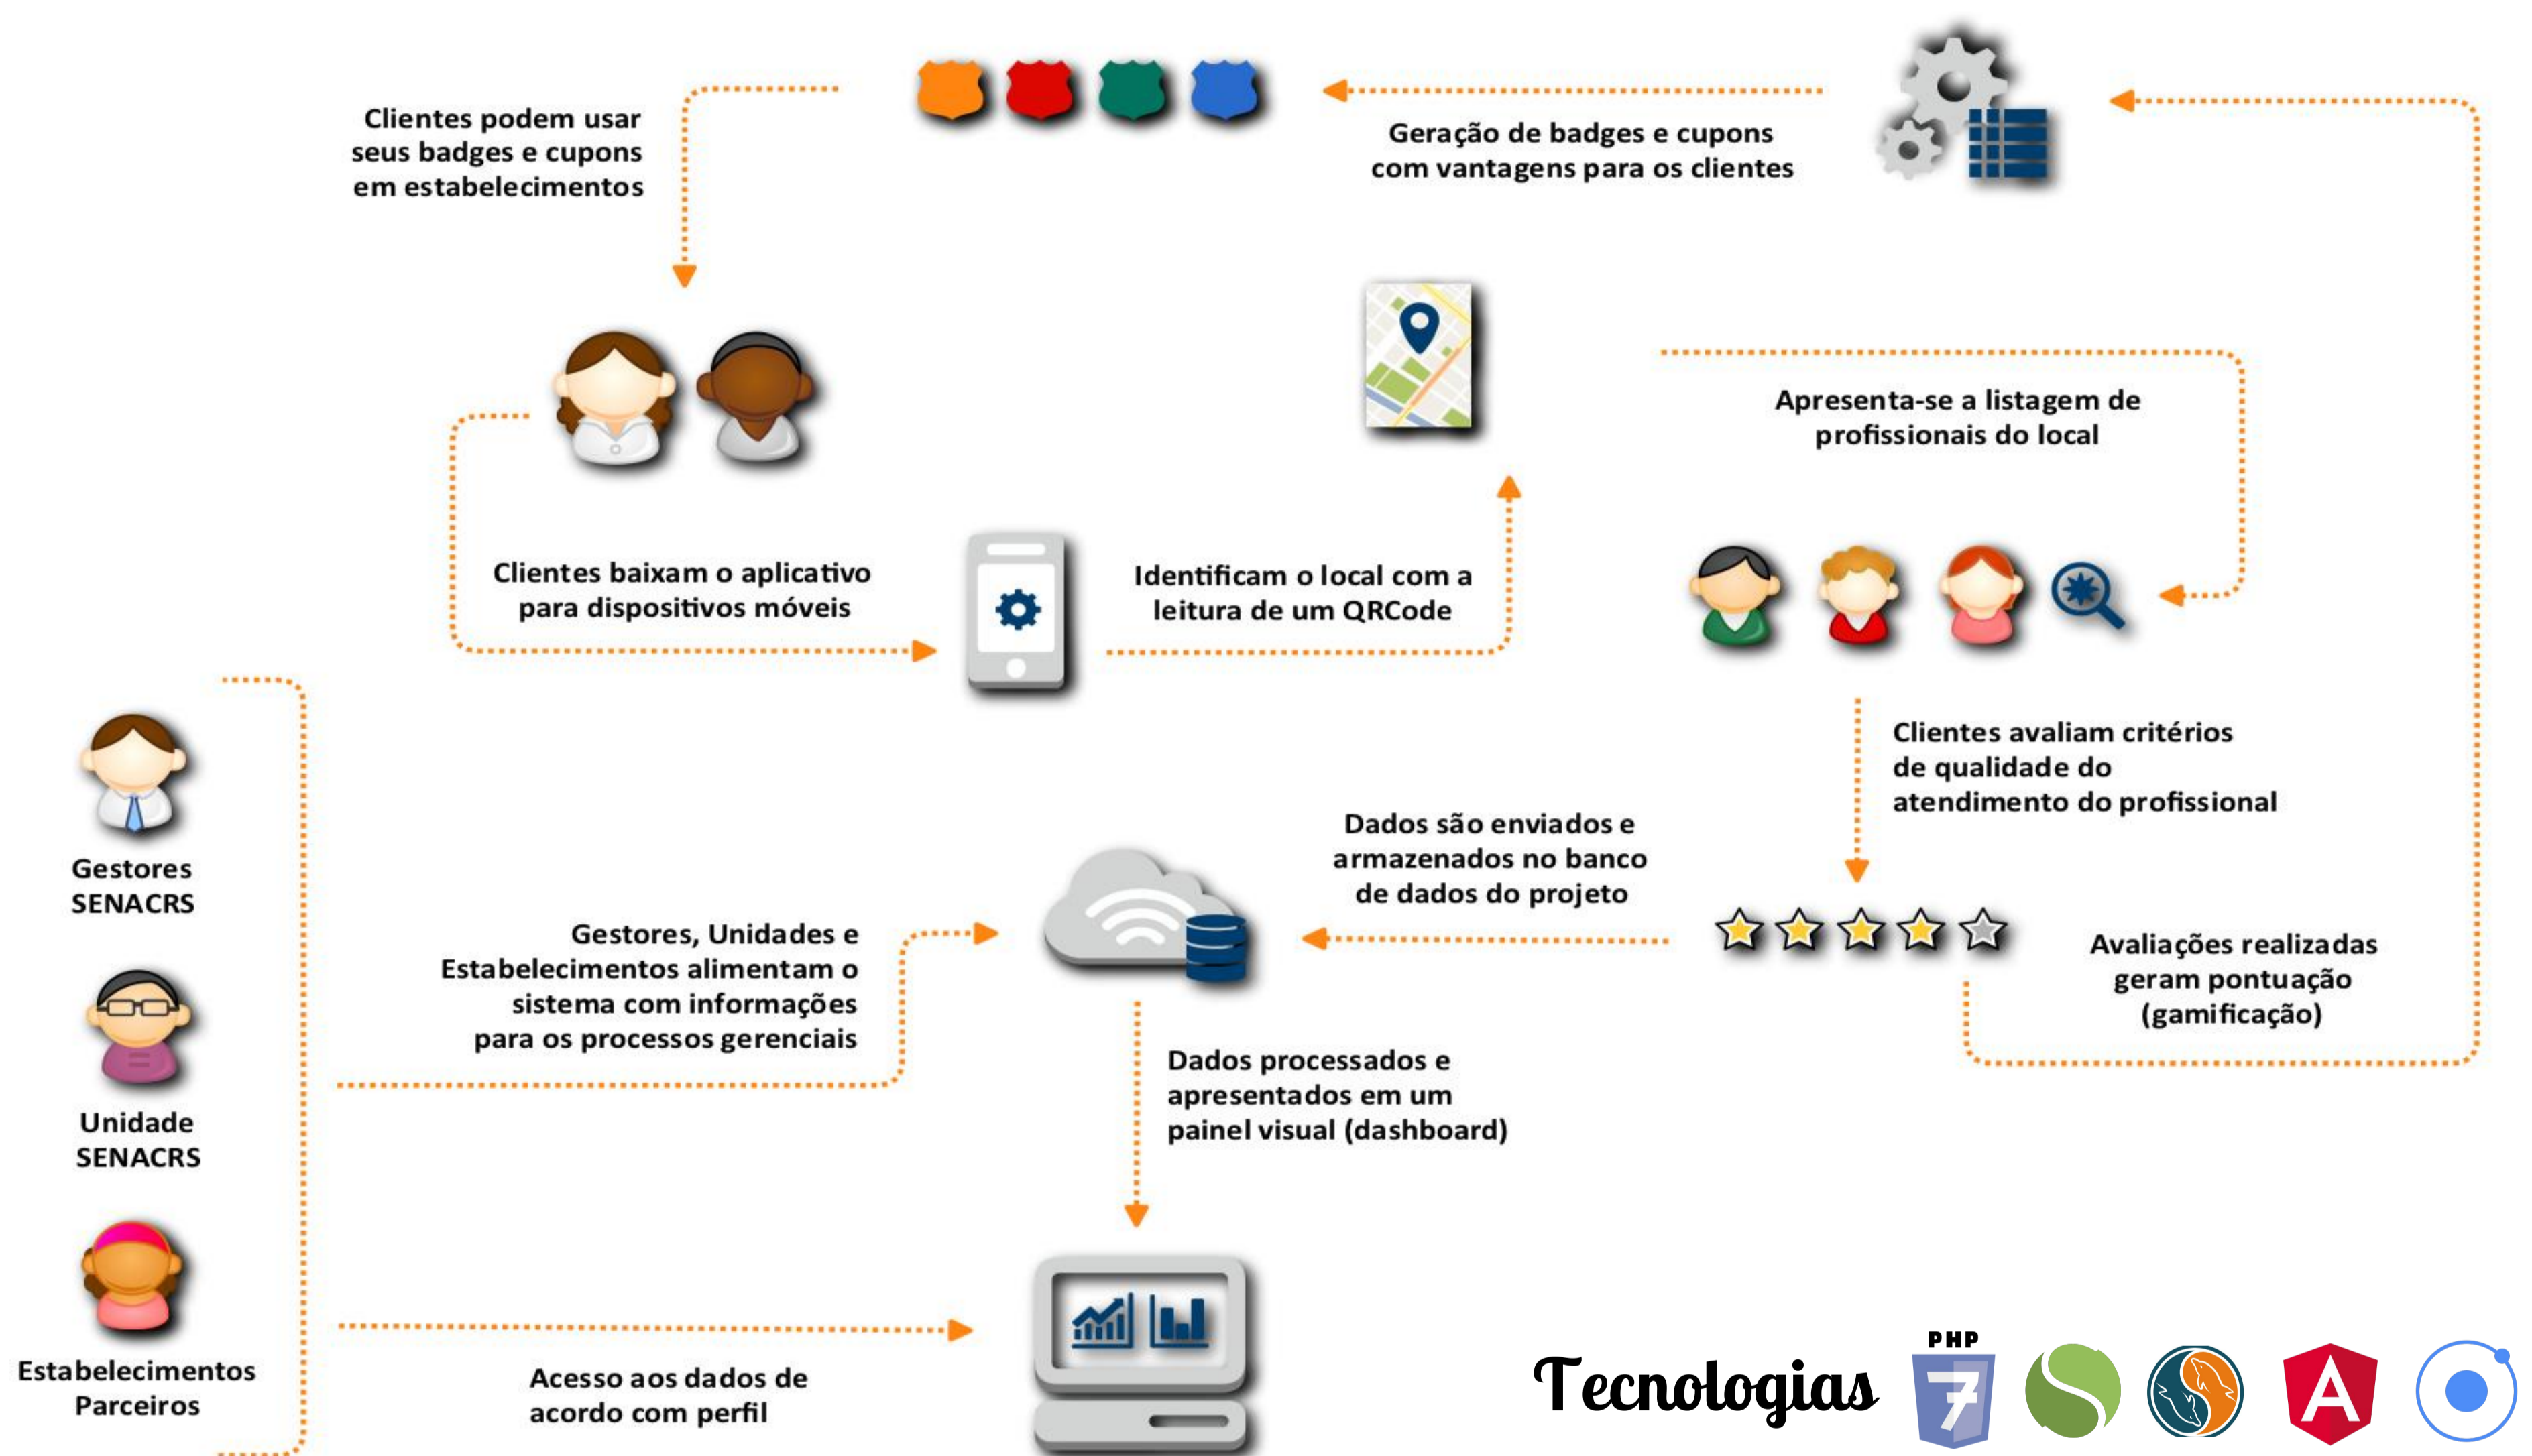 Clientes podem usar
seus badges e cupons
em estabelecimentos
Geração de badges e cupons
com vantagens para os clientes
Apresenta-se a listagem de
profissionais do local
Clientes baixam o aplicativo
para dispositivos móveis
Identificam o local com a
leitura de um QRCode
Clientes avaliam critérios
de qualidade do
atendimento do profissional
Dados são enviados e
armazenados no banco
de dados do projeto
Avaliações realizadas
geram pontuação
(gamificação)
Gestores
SENACRS
Gestores, Unidades e
Estabelecimentos alimentam o
sistema com informações
para os processos gerenciais
Unidade
SENACRS
Dados processados e
apresentados em um
painel visual (dashboard)
Estabelecimentos
Parceiros
Acesso aos dados de
acordo com perfil
Tecnologias
PHP
7
A